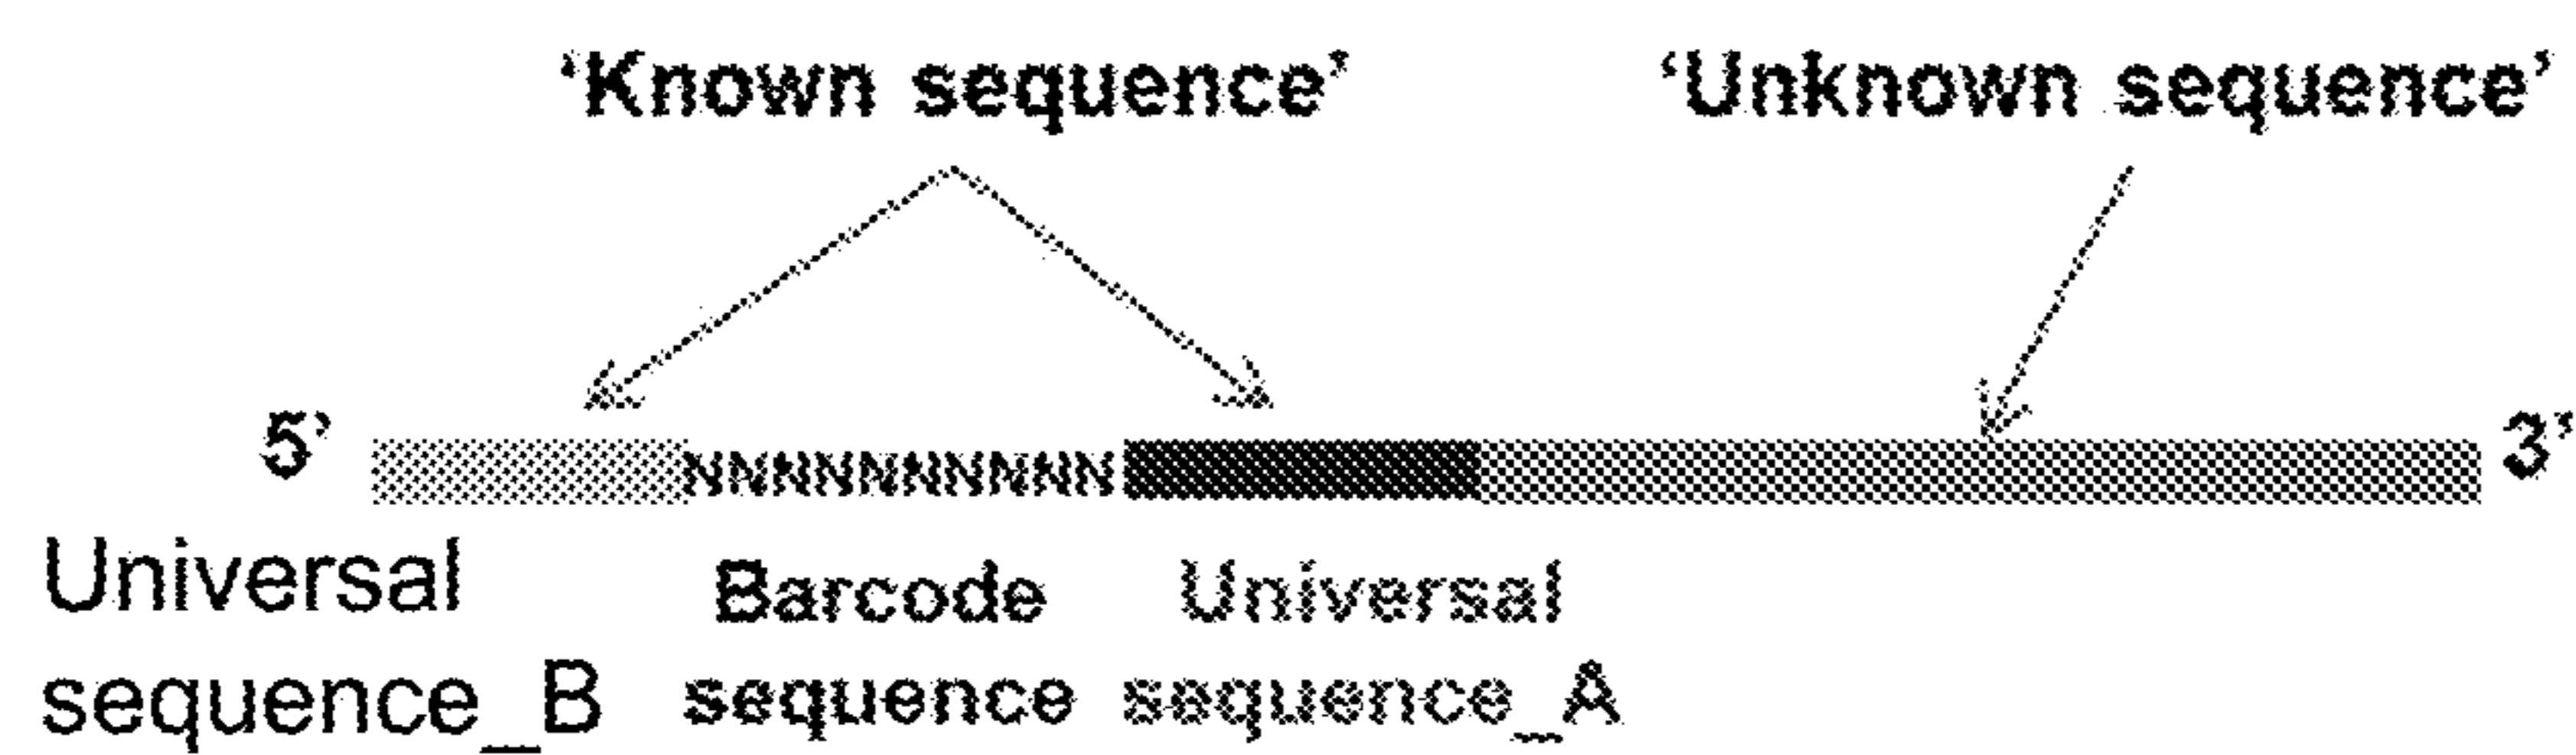 ‘Known sequence’ ‘Unknown sequence’
5’ NNNNNNNNNN 3’
Universal Barcode Universal
sequence_B sequence sequence_A